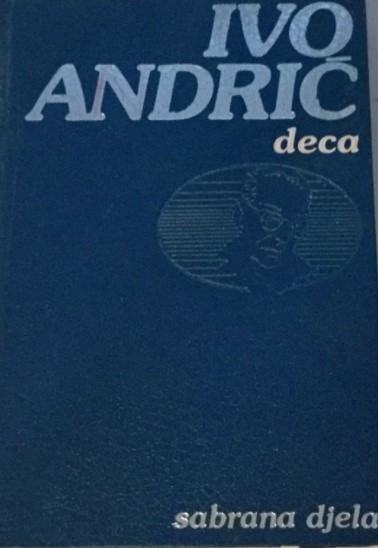 IVO
ANDRIĆ
deca
sabrana djela